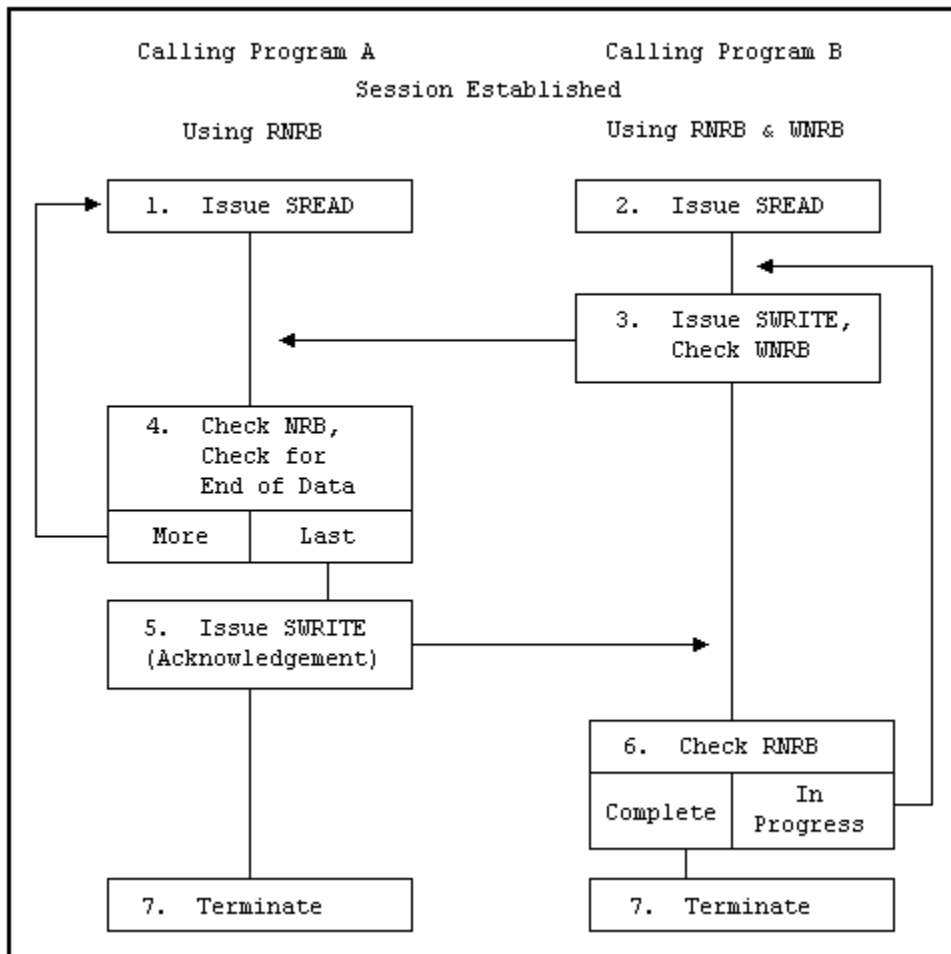 Calling Program A
Calling Program B
Session Established
Using RNRB
Using RNRB & WNRB
1. Issue SREAD
2. Issue SREAD
3. Issue SWRITE,
Check WNRB
4. Check NRB,
Check for
End of Data
More
Last
5. Issue SWRITE
(Acknowledgement)
6. Check RNRB
Complete
In
Progress
7. Terminate
7. Terminate